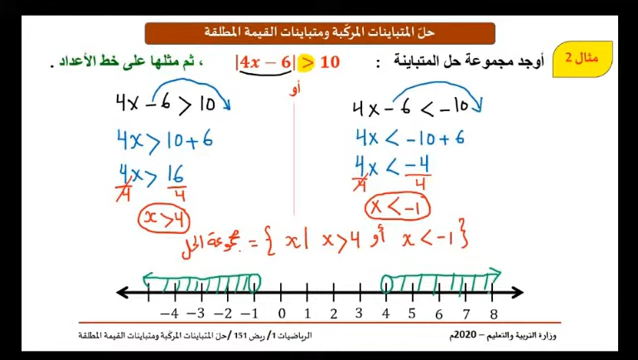 حلّ المتباينات المركّبة ومتباينات القيمة المطلقة
مثال 2
أوجد مجموعة حل المتباينة : |4x − 6| > 10 ، ثم مثلها على خط الأعداد .
أو
4x − 6 > 10
4x > 10 + 6
4x/4 > 16/4
x > 4
4x − 6 < −10
4x < −10 + 6
4x/4 < −4/4
x < −1
مجموعة الحل = { x | x > 4 أو x < −1 }
−4 −3 −2 −1 0 1 2 3 4 5 6 7 8
وزارة التربية والتعليم – 2020م
الرياضيات 1/ ريض 151 /حلّ المتباينات المركّبة ومتباينات القيمة المطلقة